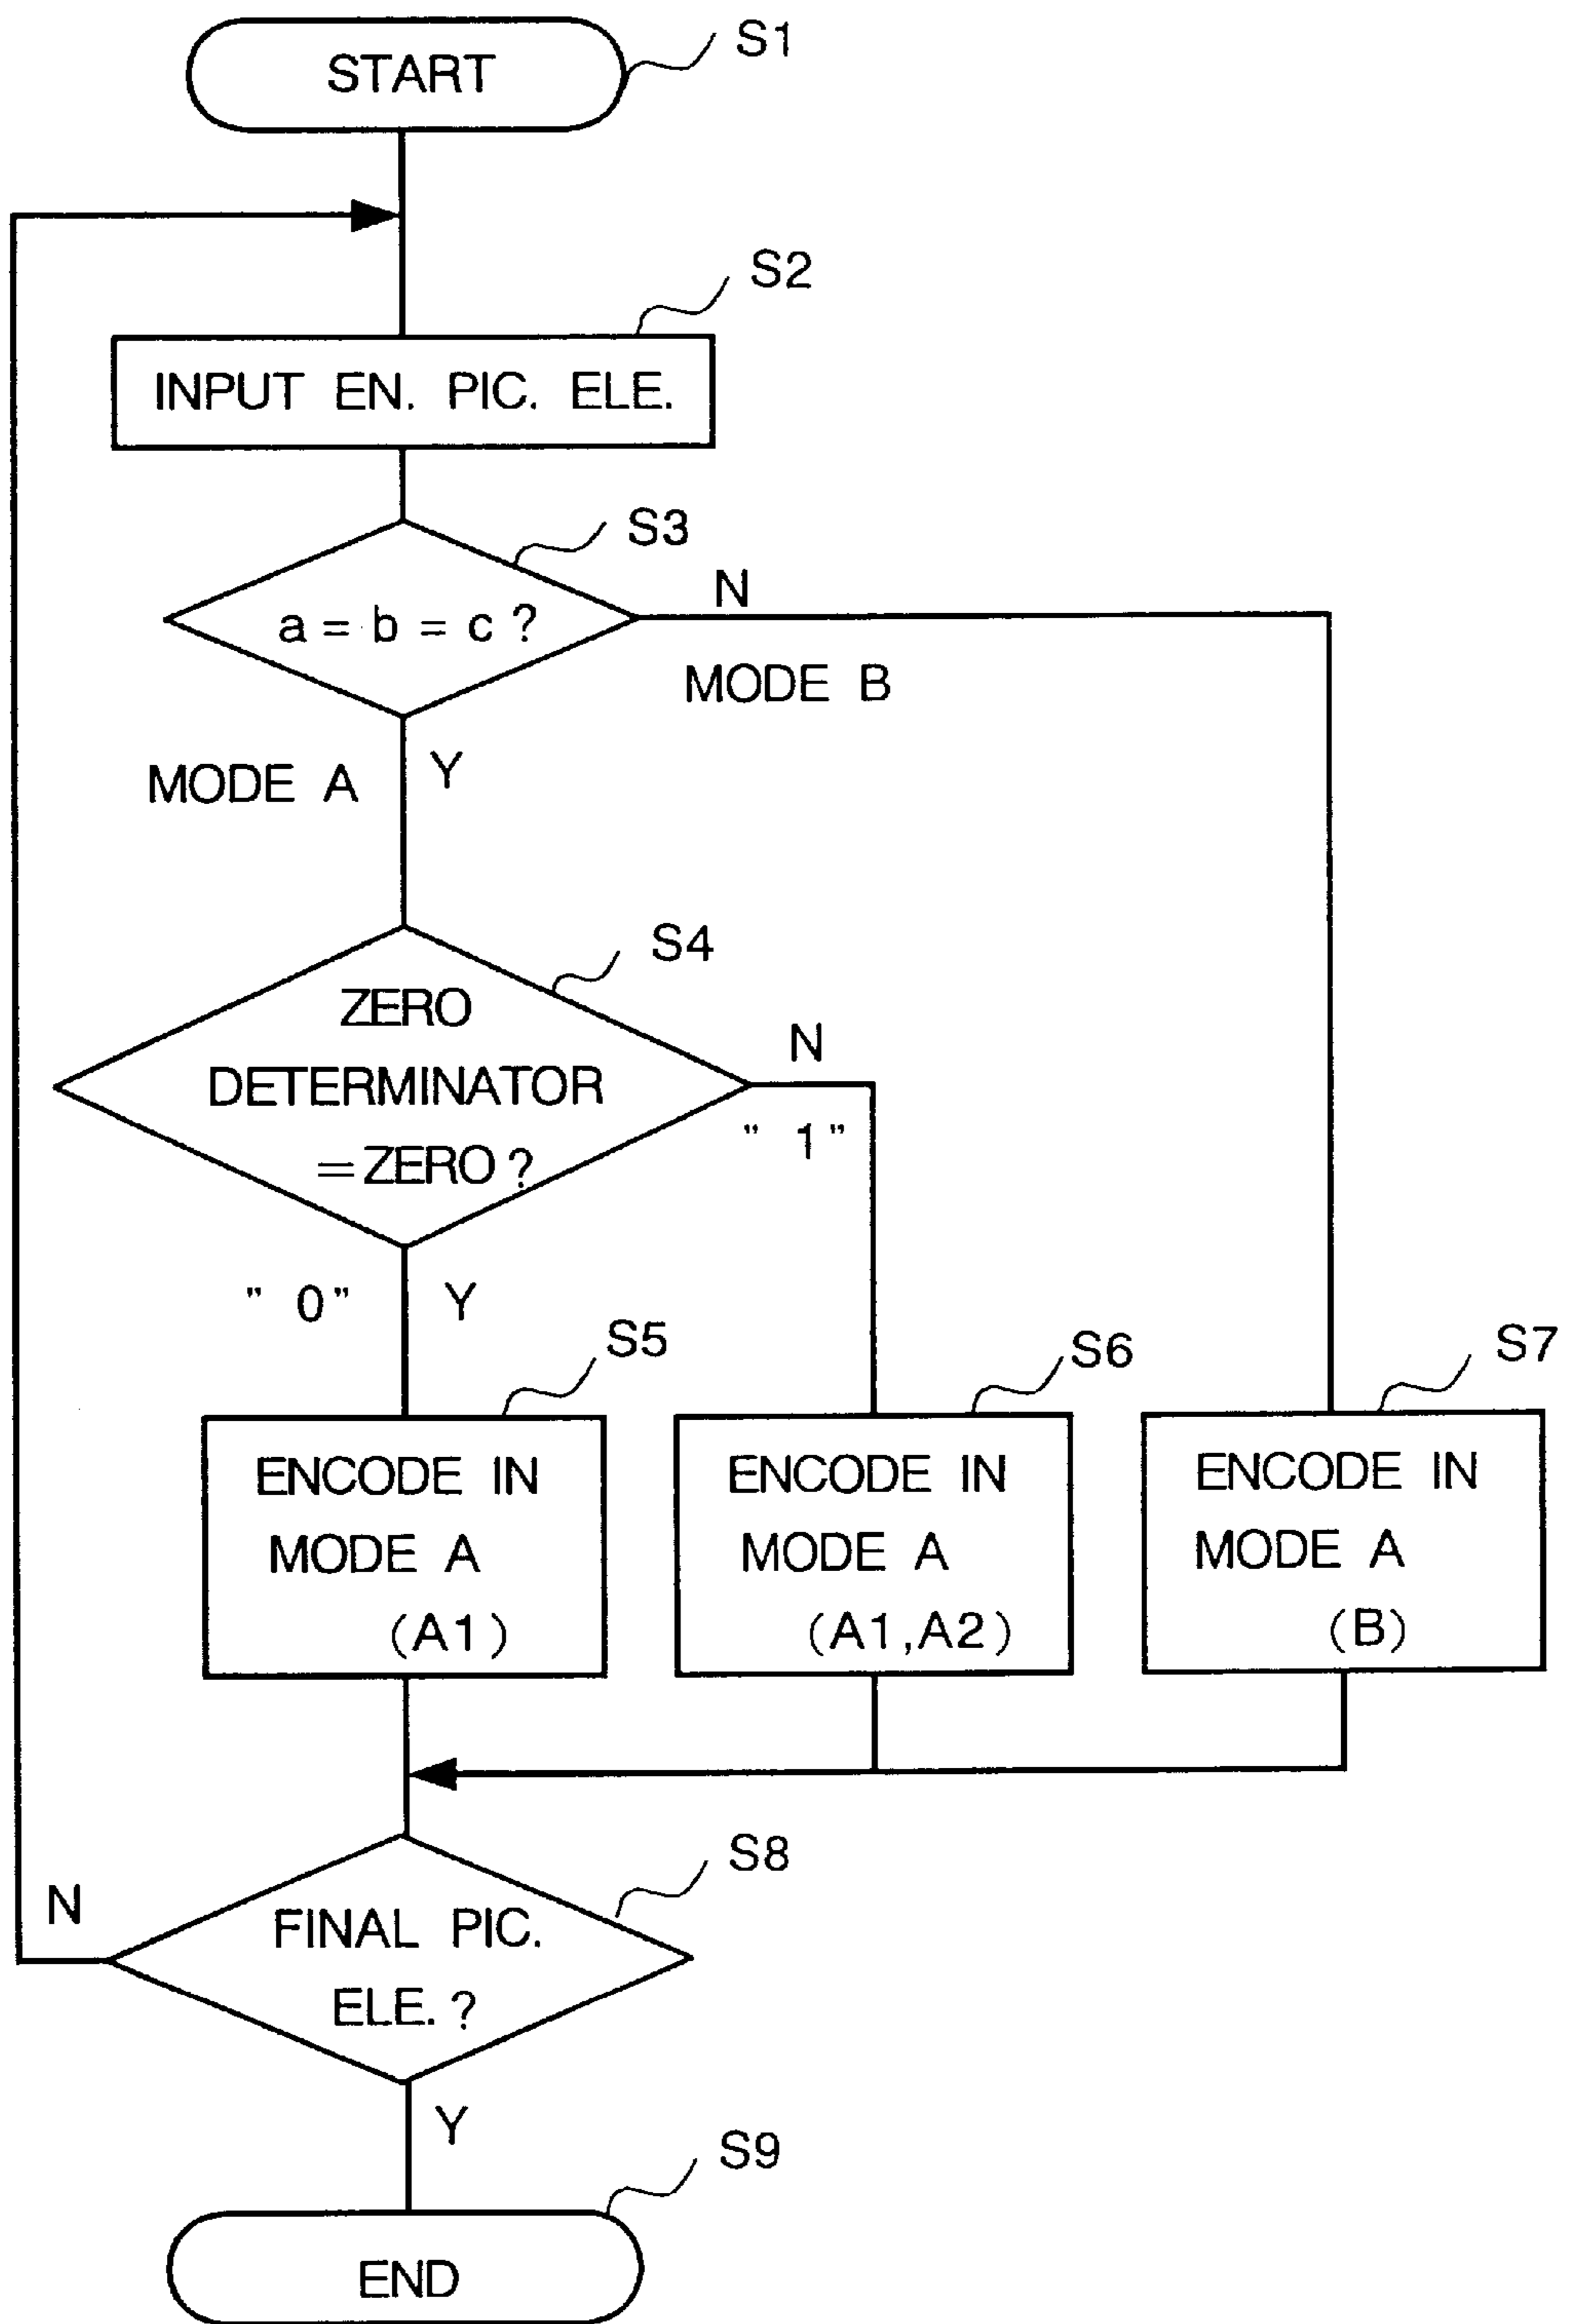 START
S1
S2
INPUT EN. PIC. ELE.
S3
a = b = c ?
N
MODE B
MODE A
Y
S4
ZERO
DETERMINATOR
=ZERO ?
N
" 1"
" 0"
Y
S5
ENCODE IN
MODE A
(A1)
S6
ENCODE IN
MODE A
(A1,A2)
S7
ENCODE IN
MODE A
(B)
S8
N
FINAL PIC.
ELE. ?
Y
S9
END